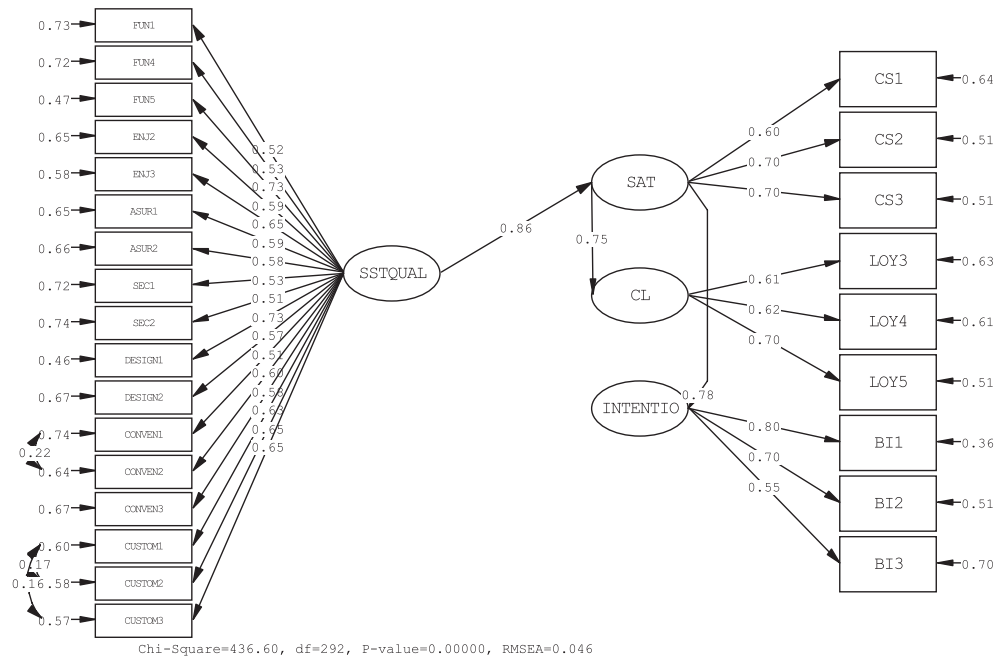 0.73 FUN1
0.72 FUN4
0.47 FUN5
0.65 ENJ2
0.58 ENJ3
0.65 ASUR1
0.66 ASUR2
0.72 SEC1
0.74 SEC2
0.46 DESIGN1
0.67 DESIGN2
0.74 CONVEN1
0.22
0.64 CONVEN2
0.67 CONVEN3
0.60 CUSTOM1
0.17
0.16 .58 CUSTOM2
0.57 CUSTOM3
0.52
0.53
0.73
0.59
0.65
0.59
0.58
0.53
0.51
0.73
0.57
0.51
0.60
0.58
0.63
0.65
0.65
SSTQUAL
0.86
SAT
0.75
CL
INTENTIO
0.78
0.60
0.70
0.70
0.61
0.62
0.70
0.80
0.70
0.55
CS1 0.64
CS2 0.51
CS3 0.51
LOY3 0.63
LOY4 0.61
LOY5 0.51
BI1 0.36
BI2 0.51
BI3 0.70
Chi-Square=436.60, df=292, P-value=0.00000, RMSEA=0.046